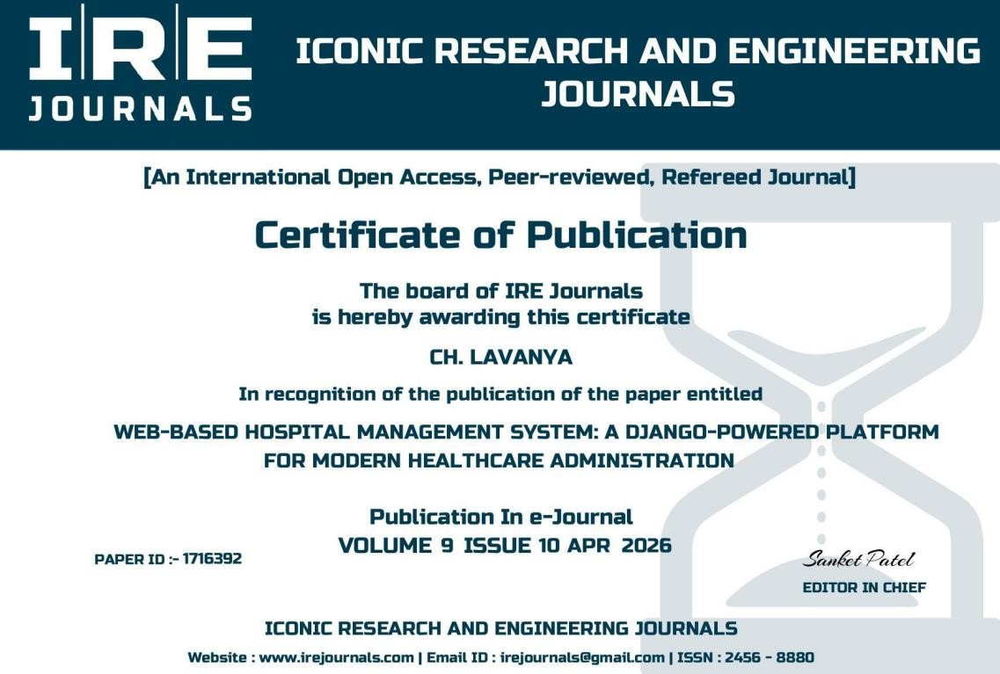 IRE
JOURNALS
ICONIC RESEARCH AND ENGINEERING
JOURNALS
[An International Open Access, Peer-reviewed, Refereed Journal]
Certificate of Publication
The board of IRE Journals
is hereby awarding this certificate
CH. LAVANYA
In recognition of the publication of the paper entitled
WEB-BASED HOSPITAL MANAGEMENT SYSTEM: A DJANGO-POWERED PLATFORM
FOR MODERN HEALTHCARE ADMINISTRATION
Publication In e-Journal
VOLUME 9 ISSUE 10 APR 2026
PAPER ID :- 1716392
Sanket Patel
EDITOR IN CHIEF
ICONIC RESEARCH AND ENGINEERING JOURNALS
Website : www.irejournals.com | Email ID : irejournals@gmail.com | ISSN : 2456 - 8880